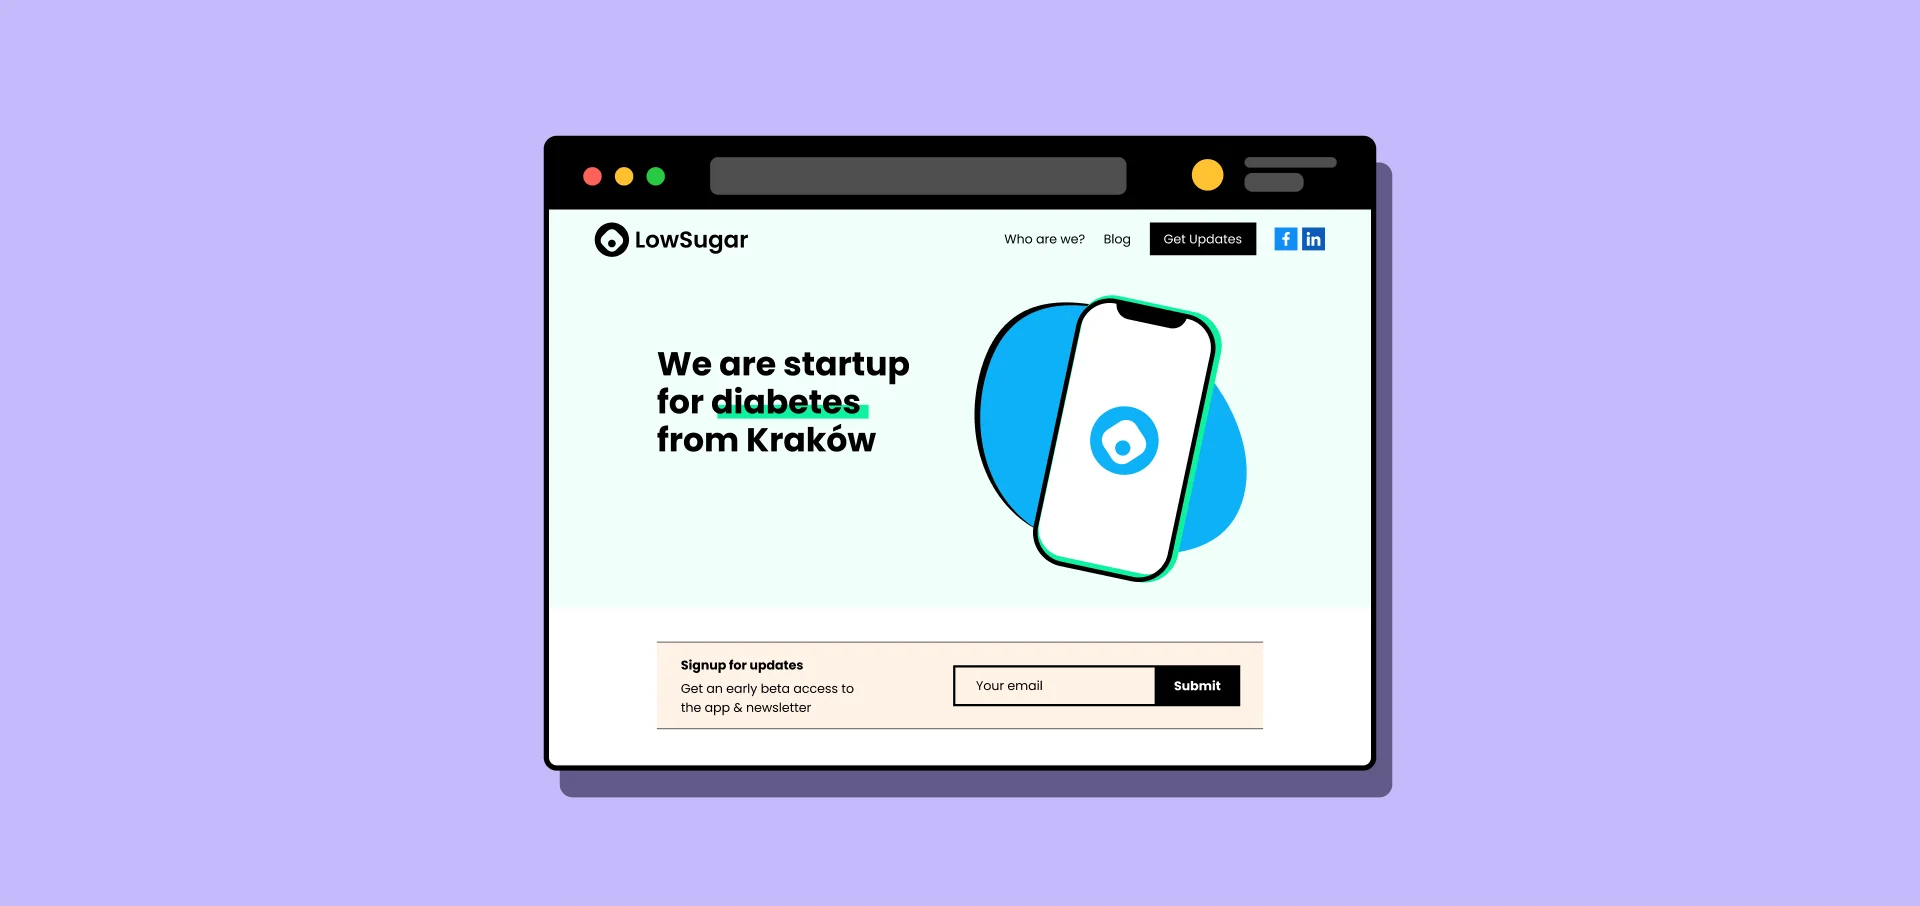 LowSugar
Who are we? Blog Get Updates f in
We are startup
for diabetes
from Kraków
Signup for updates
Get an early beta access to
the app & newsletter
Your email Submit